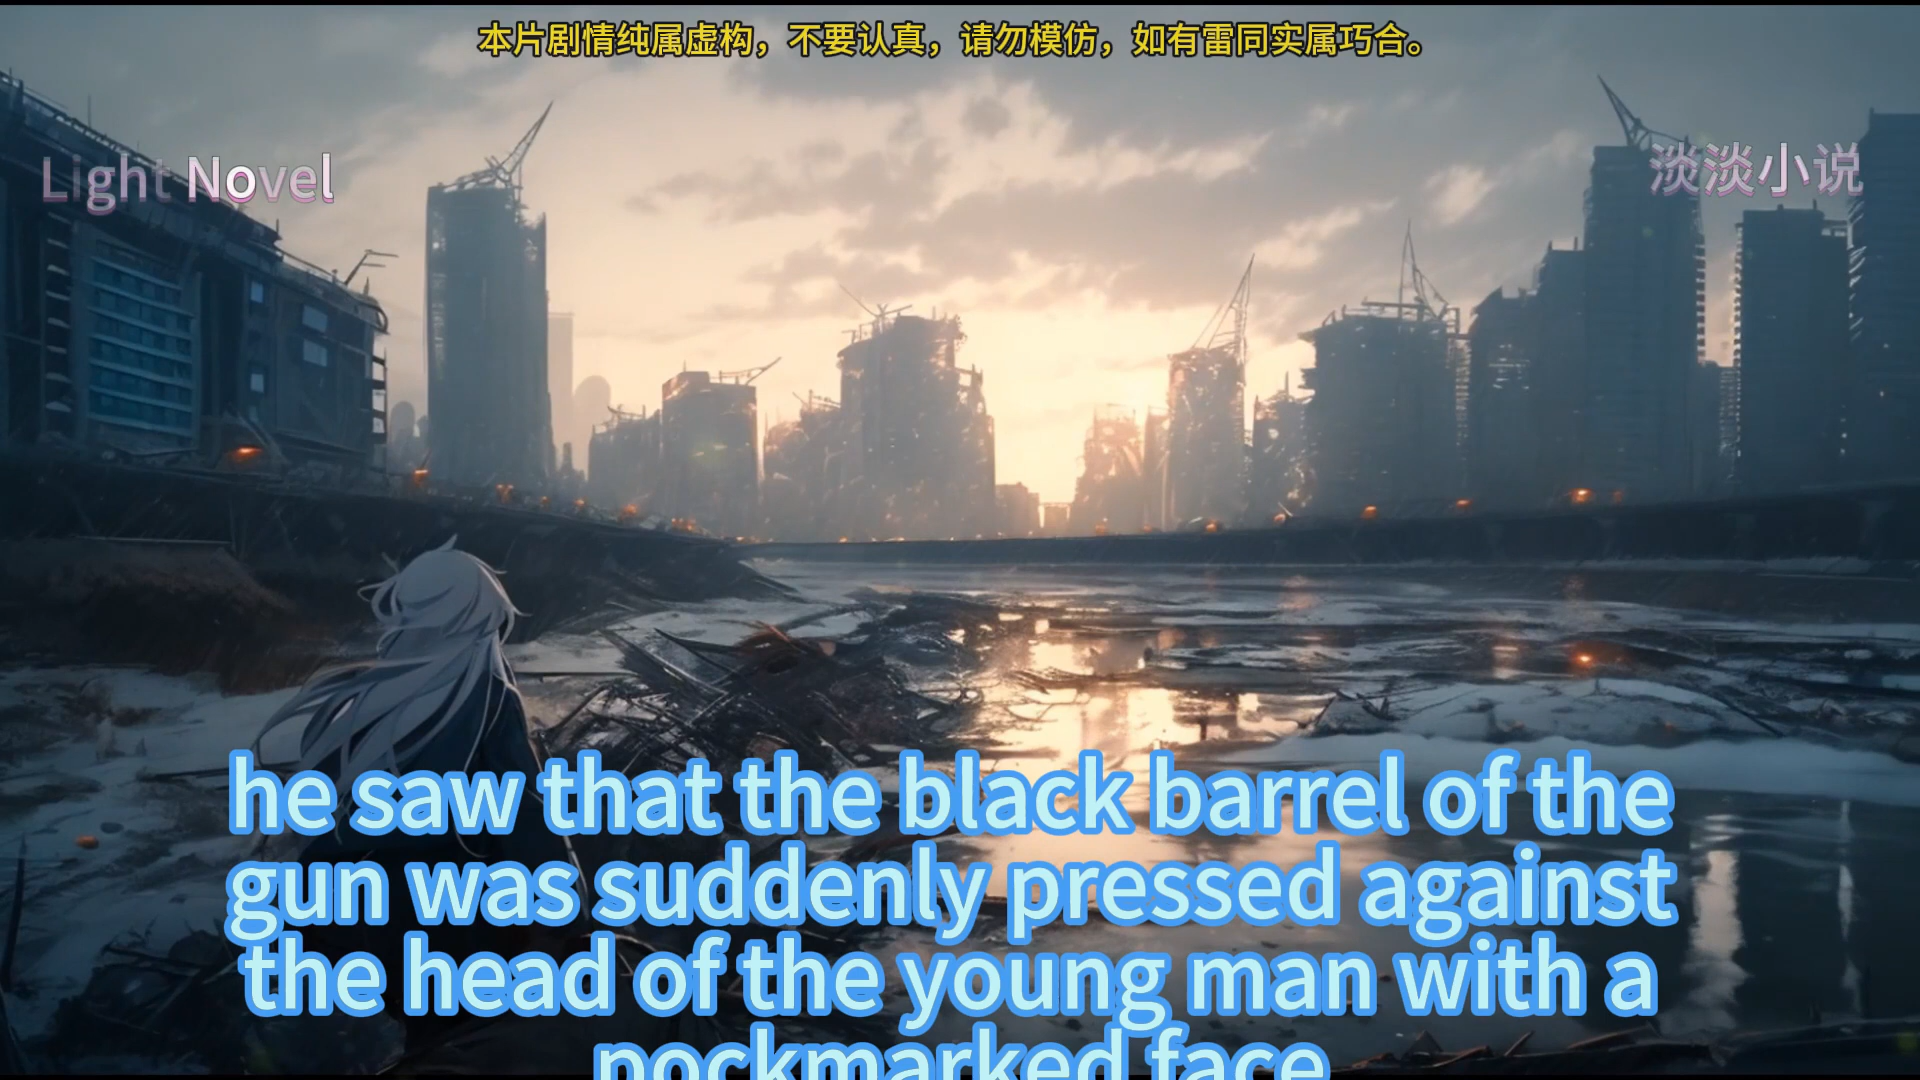 本片剧情纯属虚构，不要认真，请勿模仿，如有雷同实属巧合。
Light Novel
淡淡小说
he saw that the black barrel of the
gun was suddenly pressed against
the head of the young man with a
pockmarked face